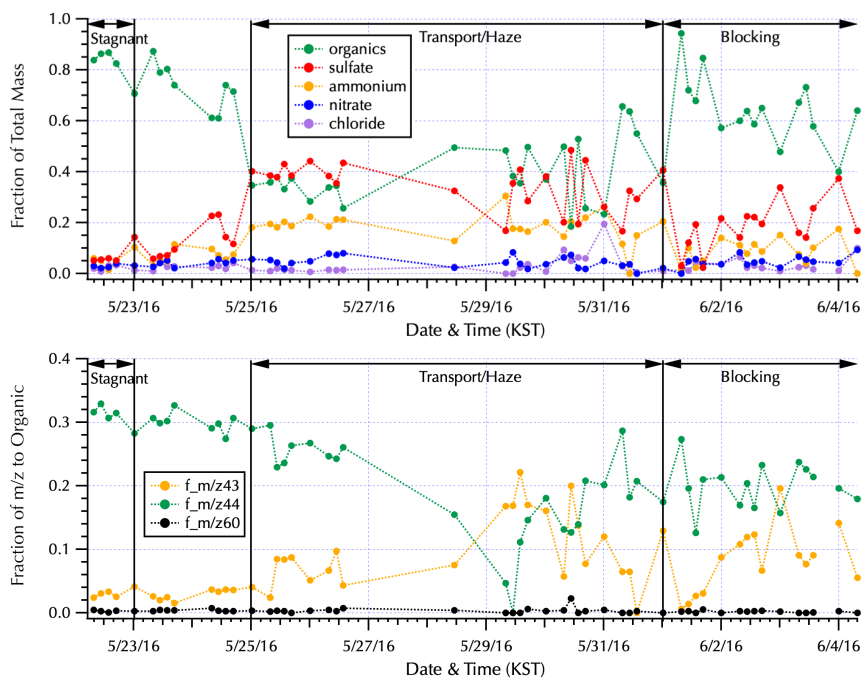 1.0
0.8
0.6
0.4
0.2
0.0
Fraction of Total Mass
Stagnant
Transport/Haze
Blocking
organics
sulfate
ammonium
nitrate
chloride
5/23/16 5/25/16 5/27/16 5/29/16 5/31/16 6/2/16 6/4/16
Date & Time (KST)
0.4
0.3
0.2
0.1
0.0
Fraction of m/z to Organic
Stagnant
Transport/Haze
Blocking
f_m/z43
f_m/z44
f_m/z60
5/23/16 5/25/16 5/27/16 5/29/16 5/31/16 6/2/16 6/4/16
Date & Time (KST)